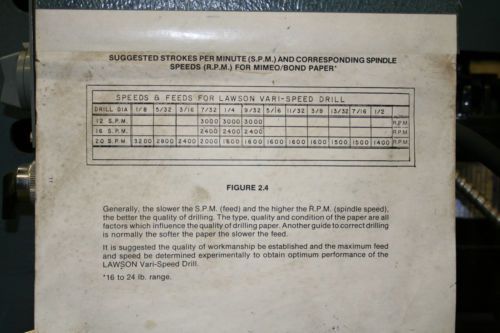 SUGGESTED STROKES PER MINUTE (S.P.M.) AND CORRESPONDING SPINDLE
SPEEDS (R.P.M.) FOR MIMEO/BOND PAPER*
SPEEDS & FEEDS FOR LAWSON VARI-SPEED DRILL
DRILL DIA 1/8 5/32 3/16 7/32 1/4 9/32 5/16 11/32 3/8 13/32 7/16 1/2
12 S.P.M. 3000 3000 3000 R.P.M.
16 S.P.M. 2400 2400 2400 R.P.M.
20 S.P.M. 3200 2800 2400 2000 1800 1600 1600 1600 1600 1500 1500 1400 R.P.M.
FIGURE 2.4
Generally, the slower the S.P.M. (feed) and the higher the R.P.M. (spindle speed),
the better the quality of drilling. The type, quality and condition of the paper are all
factors which influence the quality of drilling paper. Another guide to correct drilling
is normally the softer the paper the slower the feed.
It is suggested the quality of workmanship be established and the maximum feed
and speed be determined experimentally to obtain optimum performance of the
LAWSON Vari-Speed Drill.
*16 to 24 lb. range.